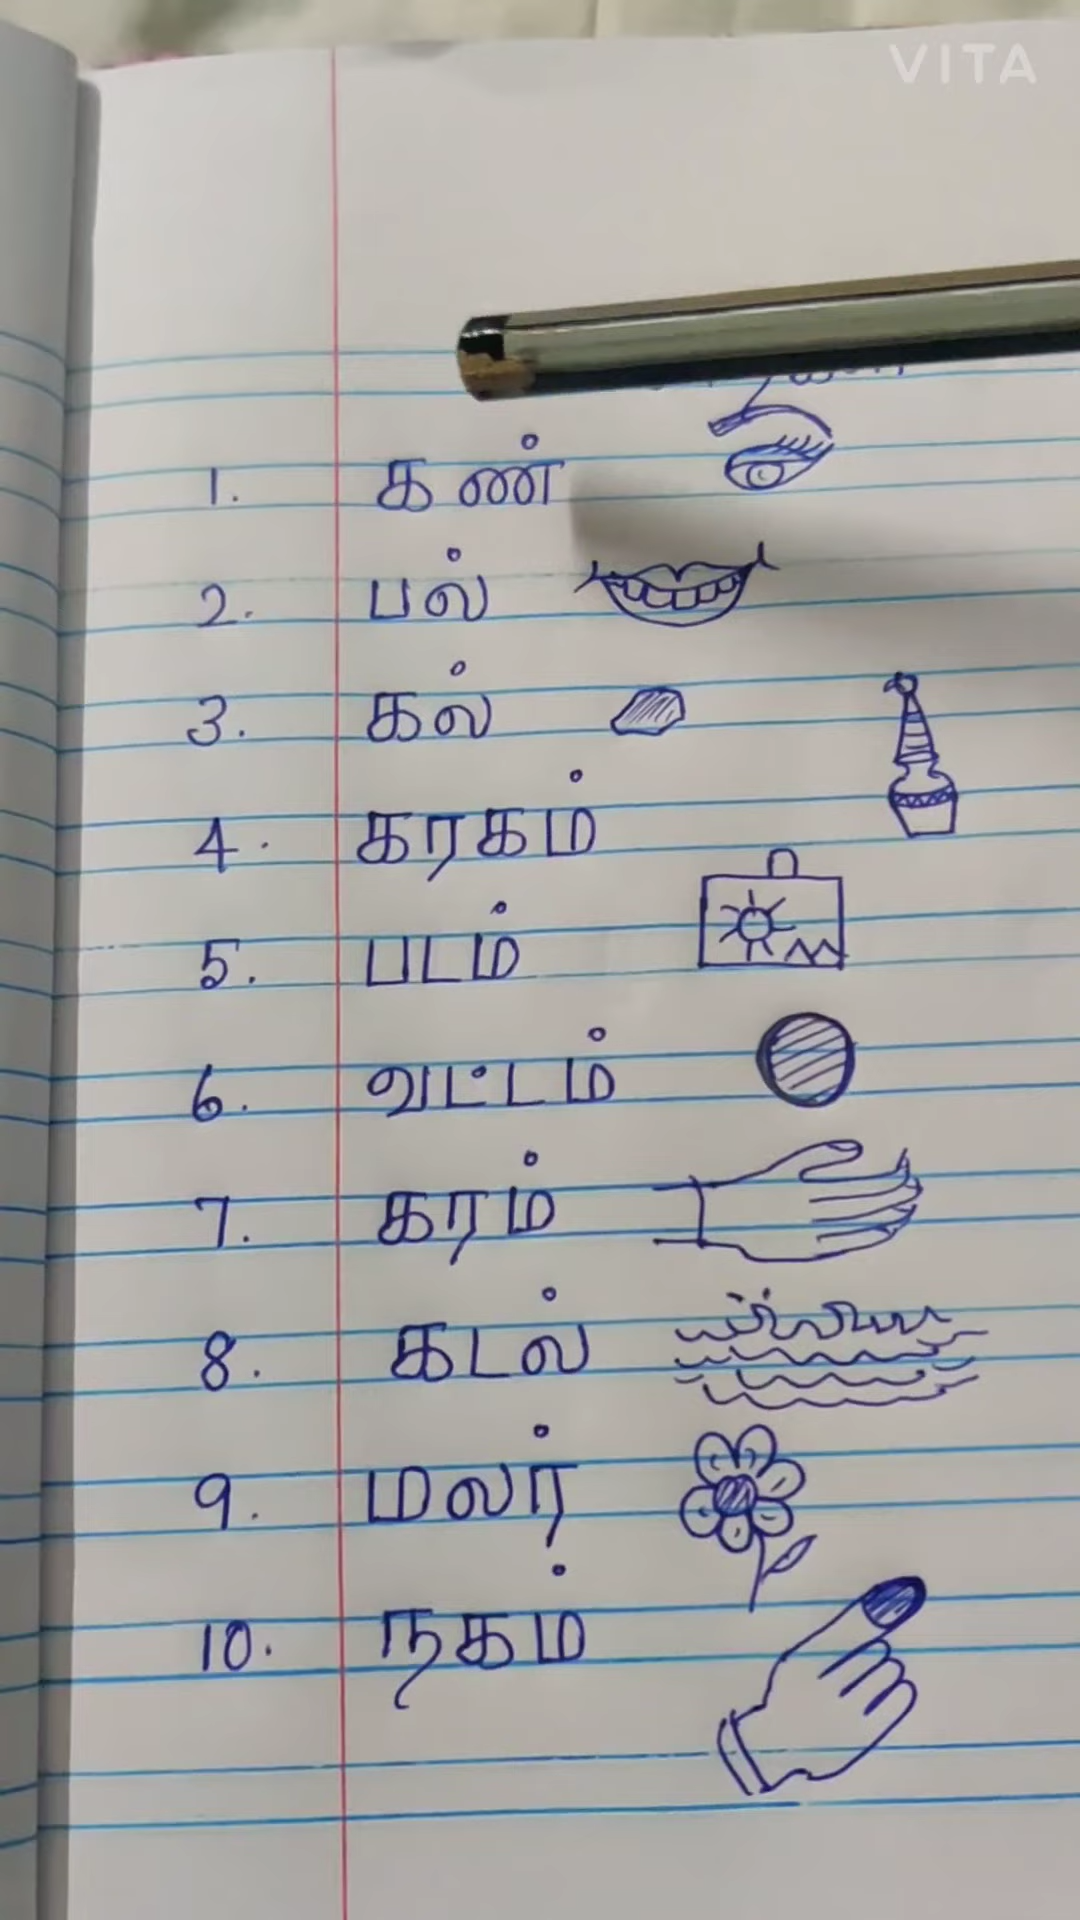 VITA
1. கண்
2. பல்
3. கல்
4. கரகம்
5. படம்
6. வட்டம்
7. கரம்
8. கடல்
9. மலர்
10. நகம்